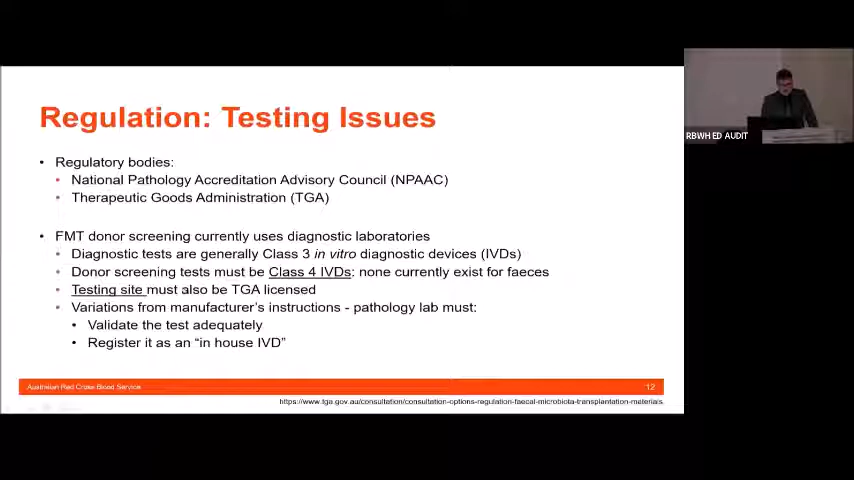 Regulation: Testing Issues
• Regulatory bodies:
• National Pathology Accreditation Advisory Council (NPAAC)
• Therapeutic Goods Administration (TGA)
• FMT donor screening currently uses diagnostic laboratories
• Diagnostic tests are generally Class 3 in vitro diagnostic devices (IVDs)
• Donor screening tests must be Class 4 IVDs: none currently exist for faeces
• Testing site must also be TGA licensed
• Variations from manufacturer's instructions - pathology lab must:
• Validate the test adequately
• Register it as an "in house IVD"
Australian Red Cross Blood Service
12
https://www.tga.gov.au/consultation/consultation-options-regulation-faecal-microbiota-transplantation-materials.
RBWH ED AUDIT